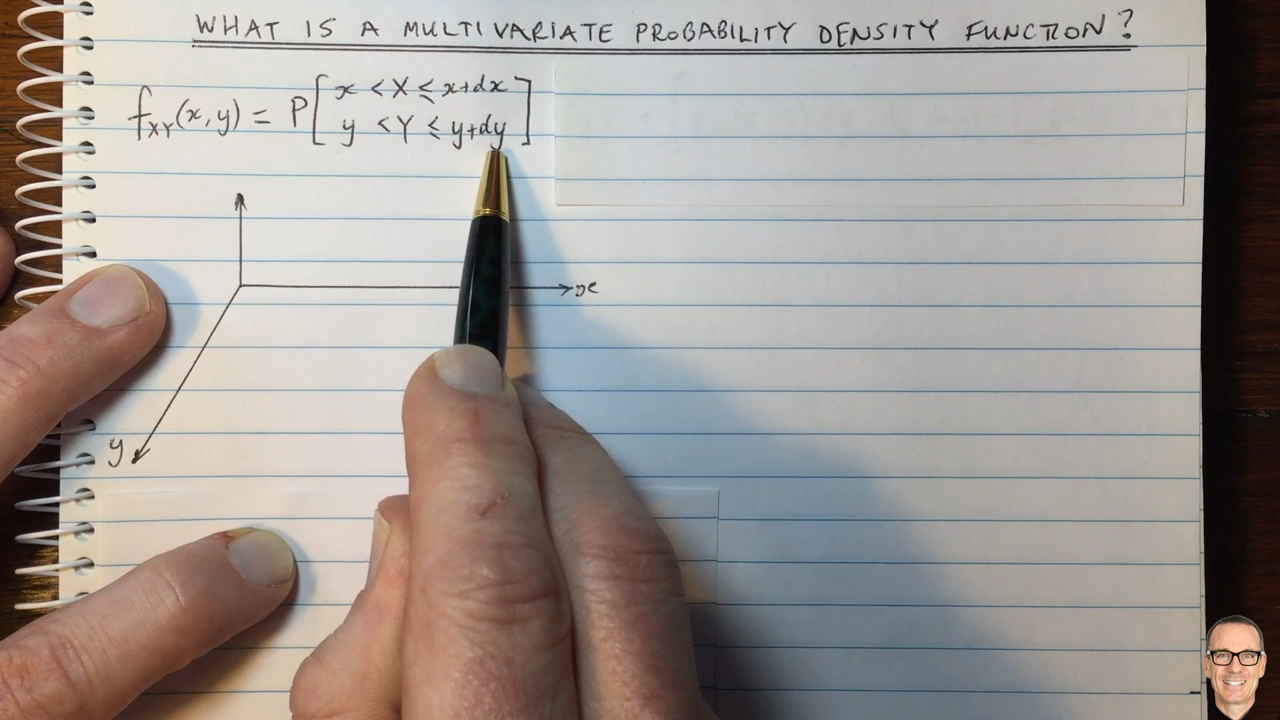 WHAT IS A MULTIVARIATE PROBABILITY DENSITY FUNCTION?
f_XY(x,y) = P[ x < X ≤ x+dx
y < Y ≤ y+dy ]
x
y